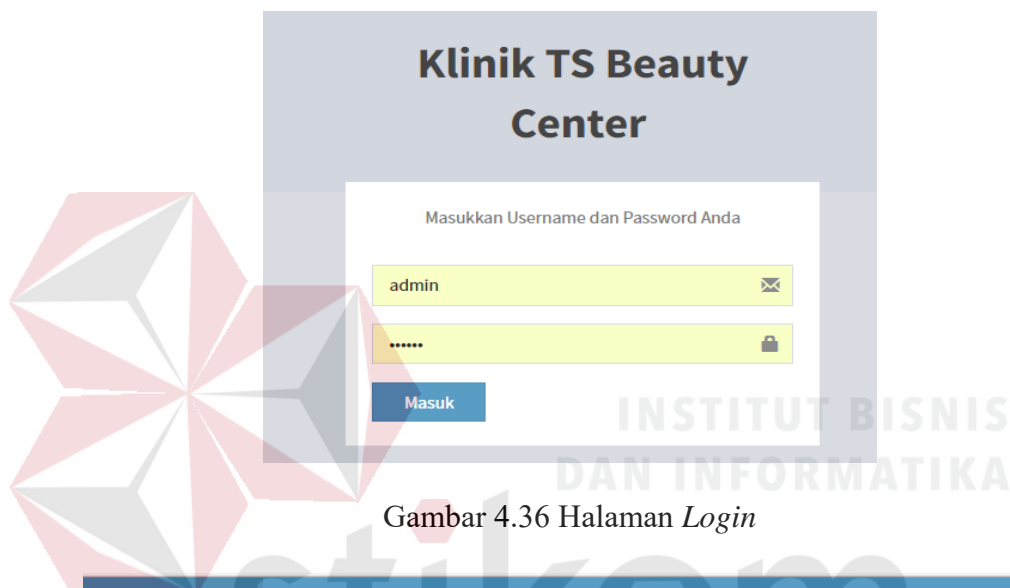 Klinik TS Beauty
Center
Masukkan Username dan Password Anda
admin
••••••
Masuk
INSTITUT BISNIS
DAN INFORMATIKA
Gambar 4.36 Halaman Login
stikom